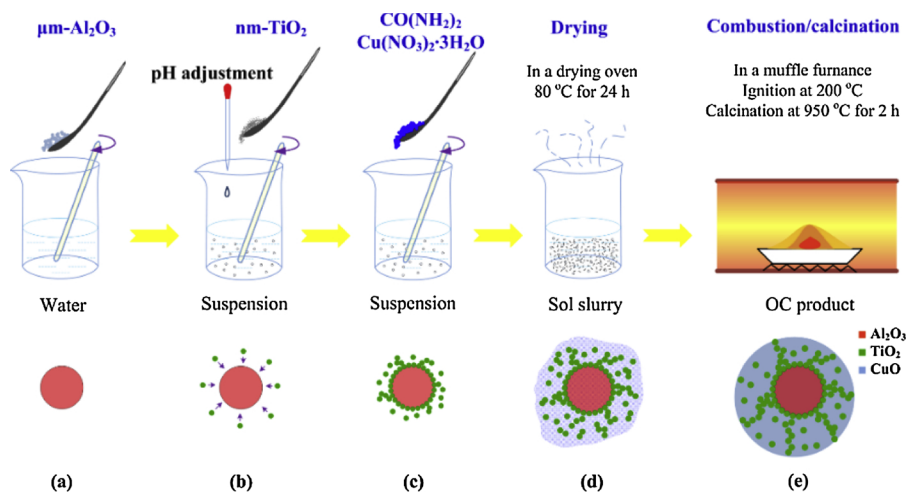 μm-Al₂O₃
nm-TiO₂
pH adjustment
CO(NH₂)₂
Cu(NO₃)₂·3H₂O
Drying
In a drying oven
80 °C for 24 h
Combustion/calcination
In a muffle furnance
Ignition at 200 °C
Calcination at 950 °C for 2 h
Water
Suspension
Suspension
Sol slurry
OC product
Al₂O₃
TiO₂
CuO
(a)
(b)
(c)
(d)
(e)